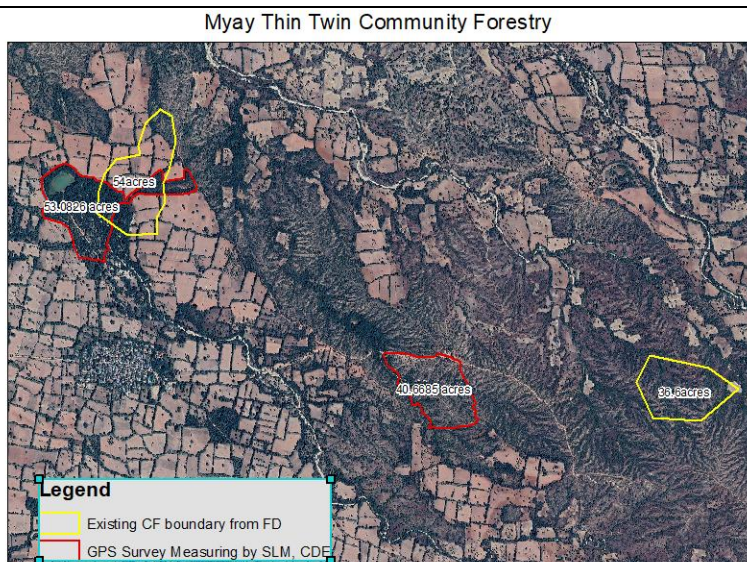 Myay Thin Twin Community Forestry
54acres
53.0826 acres
40.6685 acres
36.6acres
Legend
Existing CF boundary from FD
GPS Survey Measuring by SLM, CDE